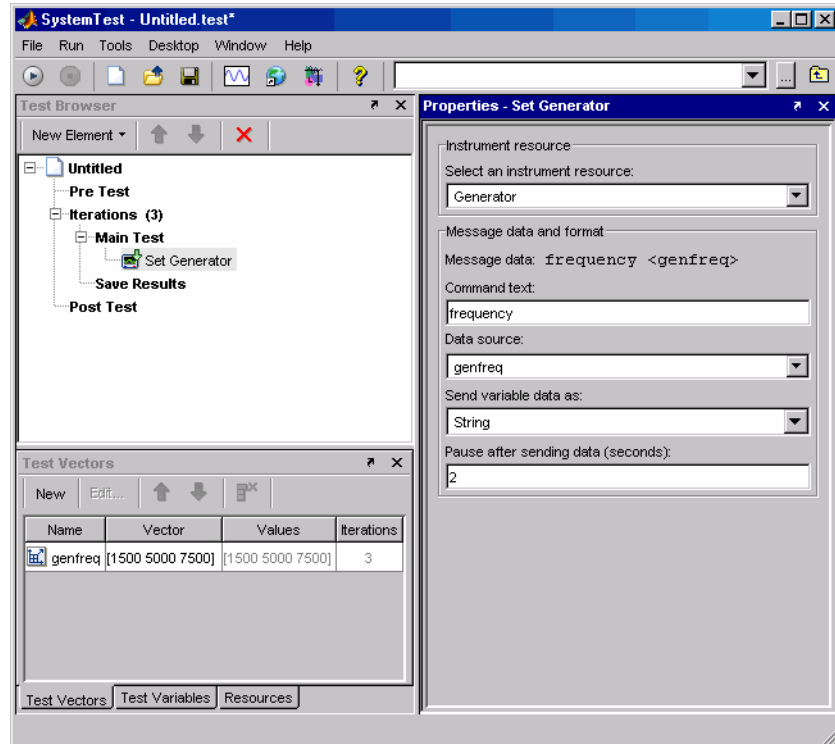 SystemTest - Untitled.test*
File Run Tools Desktop Window Help
Test Browser
New Element
Untitled
Pre Test
Iterations (3)
Main Test
Set Generator
Save Results
Post Test
Test Vectors
New Edit...
Name Vector Values Iterations
genfreq [1500 5000 7500] [1500 5000 7500] 3
Test Vectors Test Variables Resources
Properties - Set Generator
Instrument resource
Select an instrument resource:
Generator
Message data and format
Message data: frequency <genfreq>
Command text:
frequency
Data source:
genfreq
Send variable data as:
String
Pause after sending data (seconds):
2